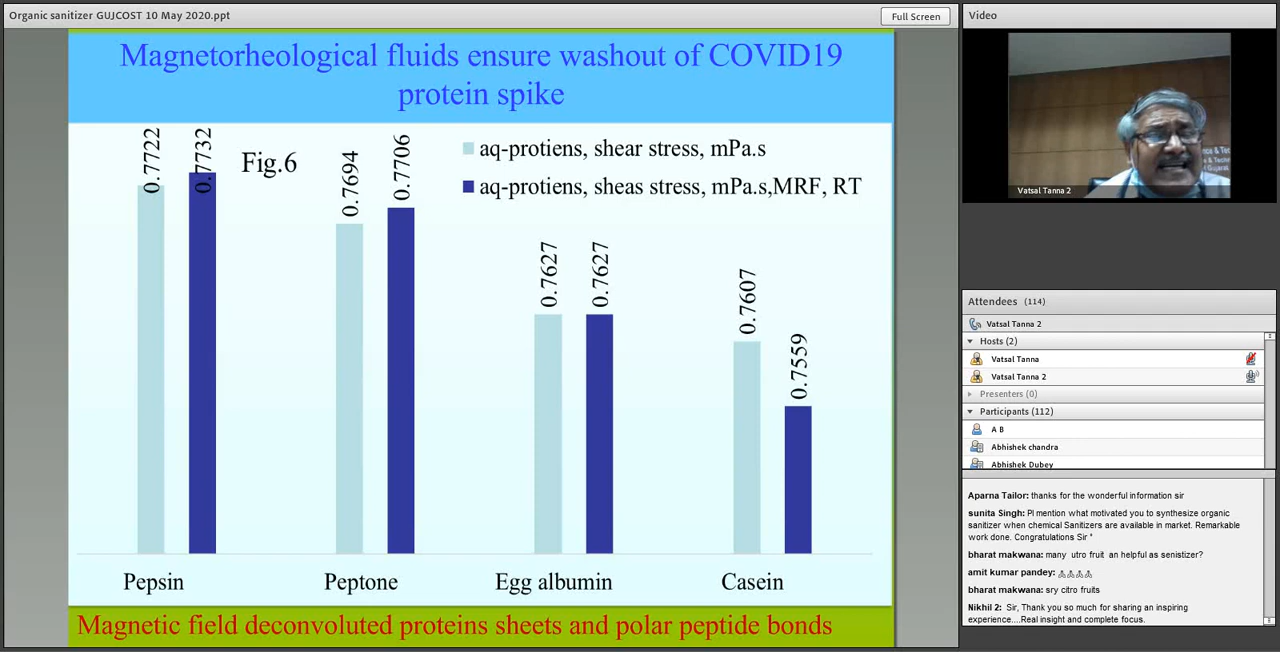 Organic sanitizer GUJCOST 10 May 2020.ppt
Full Screen
Magnetorheological fluids ensure washout of COVID19
protein spike
Fig.6
aq-protiens, shear stress, mPa.s
aq-protiens, sheas stress, mPa.s,MRF, RT
0.7722
0.7732
0.7694
0.7706
0.7627
0.7627
0.7607
0.7559
Pepsin
Peptone
Egg albumin
Casein
Magnetic field deconvoluted proteins sheets and polar peptide bonds
Video
Vatsal Tanna 2
Attendees (114)
Vatsal Tanna 2
Hosts (2)
Vatsal Tanna
Vatsal Tanna 2
Presenters (0)
Participants (112)
A B
Abhishek chandra
Abhishek Dubey
Aparna Tailor: thanks for the wonderful information sir
sunita Singh: Pl mention what motivated you to synthesize organic
sanitizer when chemical Sanitizers are available in market. Remarkable
work done. Congratulations Sir "
bharat makwana: many utro fruit an helpful as senistizer?
amit kumar pandey:
bharat makwana: sry citro fruits
Nikhil 2: Sir, Thank you so much for sharing an inspiring
experience....Real insight and complete focus.